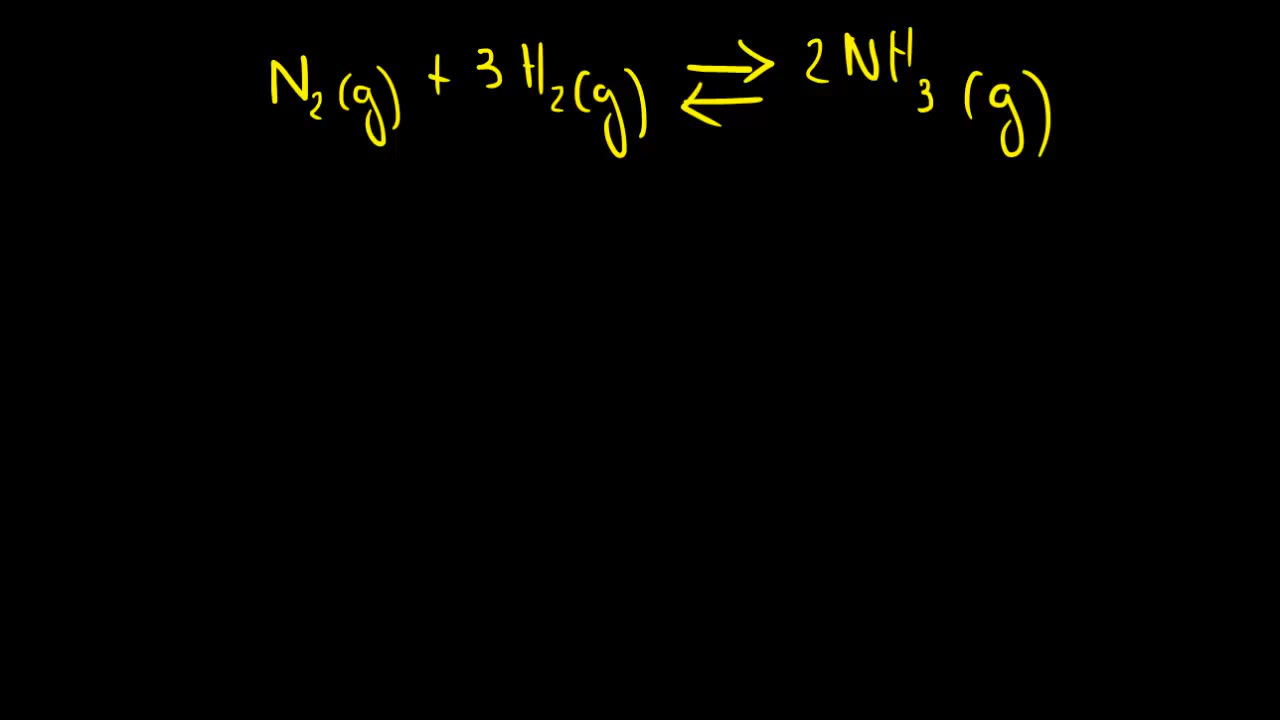 N₂(g) + 3H₂(g) ⇄ 2NH₃(g)